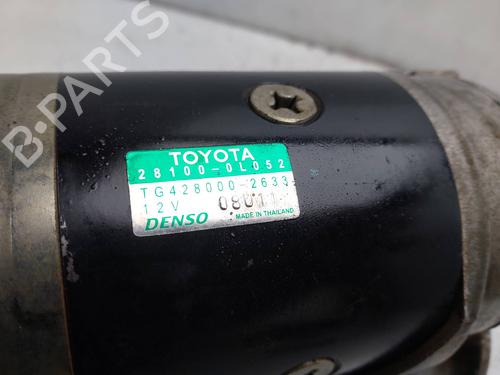 B-PARTS
TOYOTA
28100-0L052
TG428000-2633
12V
DENSO MADE IN THAILAND